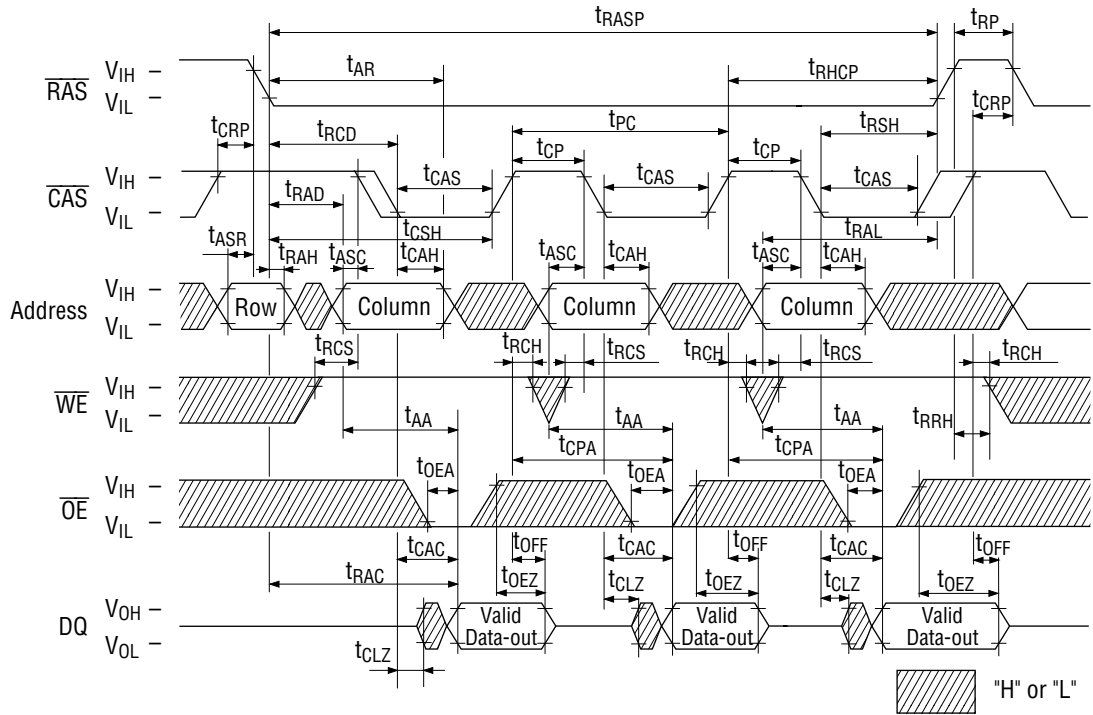 tRASP tRP
tAR tRHCP
RAS VIH VIL
tCRP tRCD tPC tRSH tCRP
tCP tCP
CAS VIH VIL
tRAD tCAS tCAS tCAS
tCSH tRAL
tASR tRAH tASC tCAH tASC tCAH tASC tCAH
Address VIH VIL Row Column Column Column
tRCS tRCH tRCS tRCH tRCS tRCH
WE VIH VIL
tAA tAA tAA tRRH
tCPA tCPA
OE VIH VIL
tOEA tOEA tOEA
tCAC tOFF tCAC tOFF tCAC tOFF
tRAC tOEZ tCLZ tOEZ tCLZ tOEZ
DQ VOH VOL
Valid Data-out Valid Data-out Valid Data-out
tCLZ
"H" or "L"